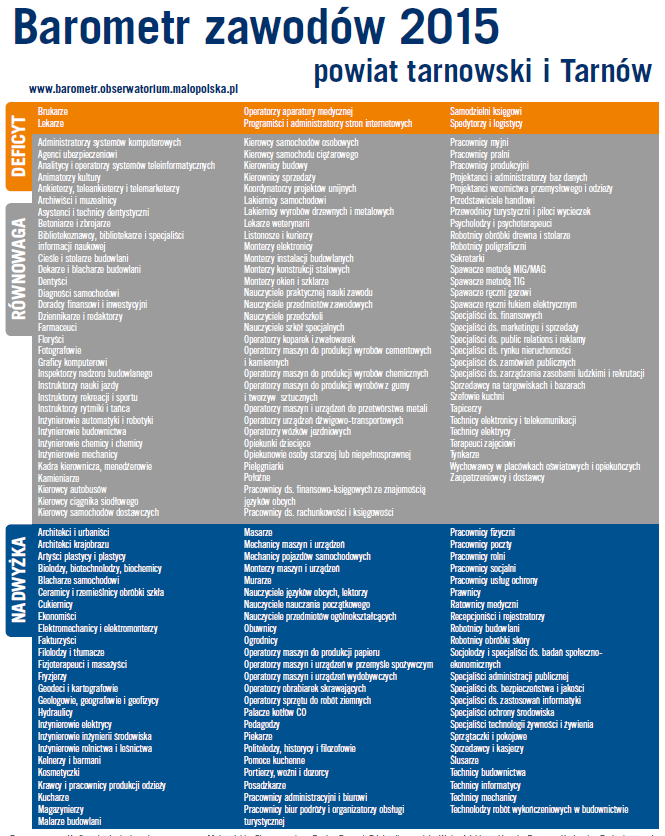 Barometr zawodów 2015
powiat tarnowski i Tarnów
www.barometr.obserwatorium.malopolska.pl
DEFICYT
Brukarze
Lekarze
Operatorzy aparatury medycznej
Programiści i administratorzy stron internetowych
Samodzielni księgowi
Spedytorzy i logistycy
RÓWNOWAGA
Administratorzy systemów komputerowych
Agenci ubezpieczeniowi
Analitycy i operatorzy systemów teleinformatycznych
Animatorzy kultury
Ankieterzy, teleankieterzy i telemarketerzy
Archiwiści i muzealnicy
Asystenci i technicy dentystyczni
Betoniarze i zbrojarze
Bibliotekoznawcy, bibliotekarze i specjaliści
informacji naukowej
Cieśle i stolarze budowlani
Dekarze i blacharze budowlani
Dentyści
Diagności samochodowi
Doradcy finansowi i inwestycyjni
Dziennikarze i redaktorzy
Farmaceuci
Floryści
Fotografowie
Graficy komputerowi
Inspektorzy nadzoru budowlanego
Instruktorzy nauki jazdy
Instruktorzy rekreacji i sportu
Instruktorzy rytmiki i tańca
Inżynierowie automatyki i robotyki
Inżynierowie budownictwa
Inżynierowie chemicy i chemicy
Inżynierowie mechanicy
Kadra kierownicza, menedżerowie
Kamieniarze
Kierowcy autobusów
Kierowcy ciągnika siodłowego
Kierowcy samochodów dostawczych
Kierowcy samochodów osobowych
Kierowcy samochodu ciężarowego
Kierownicy budowy
Kierownicy sprzedaży
Koordynatorzy projektów unijnych
Lakiernicy samochodowi
Lakiernicy wyrobów drzewnych i metalowych
Lekarze weterynarii
Listonosze i kurierzy
Monterzy elektronicy
Monterzy instalacji budowlanych
Monterzy konstrukcji stalowych
Monterzy okien i szklarze
Nauczyciele praktycznej nauki zawodu
Nauczyciele przedmiotów zawodowych
Nauczyciele przedszkoli
Nauczyciele szkół specjalnych
Operatorzy koparek i zwałowarek
Operatorzy maszyn do produkcji wyrobów cementowych
i kamiennych
Operatorzy maszyn do produkcji wyrobów chemicznych
Operatorzy maszyn do produkcji wyrobów z gumy
i tworzyw sztucznych
Operatorzy maszyn i urządzeń do przetwórstwa metali
Operatorzy urządzeń dźwigowo-transportowych
Operatorzy wózków jezdniowych
Opiekunki dziecięce
Opiekunowie osoby starszej lub niepełnosprawnej
Pielęgniarki
Położne
Pracownicy ds. finansowo-księgowych ze znajomością
języków obcych
Pracownicy ds. rachunkowości i księgowości
Pracownicy myjni
Pracownicy pralni
Pracownicy produkcyjni
Projektanci i administratorzy baz danych
Projektanci wzornictwa przemysłowego i odzieży
Przedstawiciele handlowi
Przewodnicy turystyczni i piloci wycieczek
Psycholodzy i psychoterapeuci
Robotnicy obróbki drewna i stolarze
Robotnicy poligraficzni
Sekretarki
Spawacze metodą MIG/MAG
Spawacze metodą TIG
Spawacze ręczni gazowi
Spawacze ręczni łukiem elektrycznym
Specjaliści ds. finansowych
Specjaliści ds. marketingu i sprzedaży
Specjaliści ds. public relations i reklamy
Specjaliści ds. rynku nieruchomości
Specjaliści ds. zamówień publicznych
Specjaliści ds. zarządzania zasobami ludzkimi i rekrutacji
Sprzedawcy na targowiskach i bazarach
Szefowie kuchni
Tapicerzy
Technicy elektronicy i telekomunikacji
Technicy elektrycy
Terapeuci zajęciowi
Tynkarze
Wychowawcy w placówkach oświatowych i opiekuńczych
Zaopatrzeniowcy i dostawcy
NADWYŻKA
Architekci i urbaniści
Architekci krajobrazu
Artyści plastycy i plastycy
Biolodzy, biotechnolodzy, biochemicy
Blacharze samochodowi
Ceramicy i rzemieślnicy obróbki szkła
Cukiernicy
Ekonomiści
Elektromechanicy i elektromonterzy
Fakturzyści
Filolodzy i tłumacze
Fizjoterapeuci i masażyści
Fryzjerzy
Geodeci i kartografowie
Geologowie, geografowie i geofizycy
Hydraulicy
Inżynierowie elektrycy
Inżynierowie inżynierii środowiska
Inżynierowie rolnictwa i leśnictwa
Kelnerzy i barmani
Kosmetyczki
Krawcy i pracownicy produkcji odzieży
Kucharze
Magazynierzy
Malarze budowlani
Masarze
Mechanicy maszyn i urządzeń
Mechanicy pojazdów samochodowych
Monterzy maszyn i urządzeń
Murarze
Nauczyciele języków obcych, lektorzy
Nauczyciele nauczania początkowego
Nauczyciele przedmiotów ogólnokształcących
Obuwnicy
Ogrodnicy
Operatorzy maszyn do produkcji papieru
Operatorzy maszyn i urządzeń w przemyśle spożywczym
Operatorzy maszyn i urządzeń wydobywczych
Operatorzy obrabiarek skrawających
Operatorzy sprzętu do robót ziemnych
Palacze kotłów CO
Pedagodzy
Piekarze
Politolodzy, historycy i filozofowie
Pomoce kuchenne
Portierzy, woźni i dozorcy
Posadzkarze
Pracownicy administracyjni i biurowi
Pracownicy biur podróży i organizatorzy obsługi
turystycznej
Pracownicy fizyczni
Pracownicy poczty
Pracownicy rolni
Pracownicy socjalni
Pracownicy usług ochrony
Prawnicy
Ratownicy medyczni
Recepcjoniści i rejestratorzy
Robotnicy budowlani
Robotnicy obróbki skóry
Socjolodzy i specjaliści ds. badań społeczno-
ekonomicznych
Specjaliści administracji publicznej
Specjaliści ds. bezpieczeństwa i jakości
Specjaliści ds. zastosowań informatyki
Specjaliści ochrony środowiska
Specjaliści technologii żywności i żywienia
Sprzątaczki i pokojowe
Sprzedawcy i kasjerzy
Ślusarze
Technicy budownictwa
Technicy informatycy
Technicy mechanicy
Technolodzy robót wykończeniowych w budownictwie